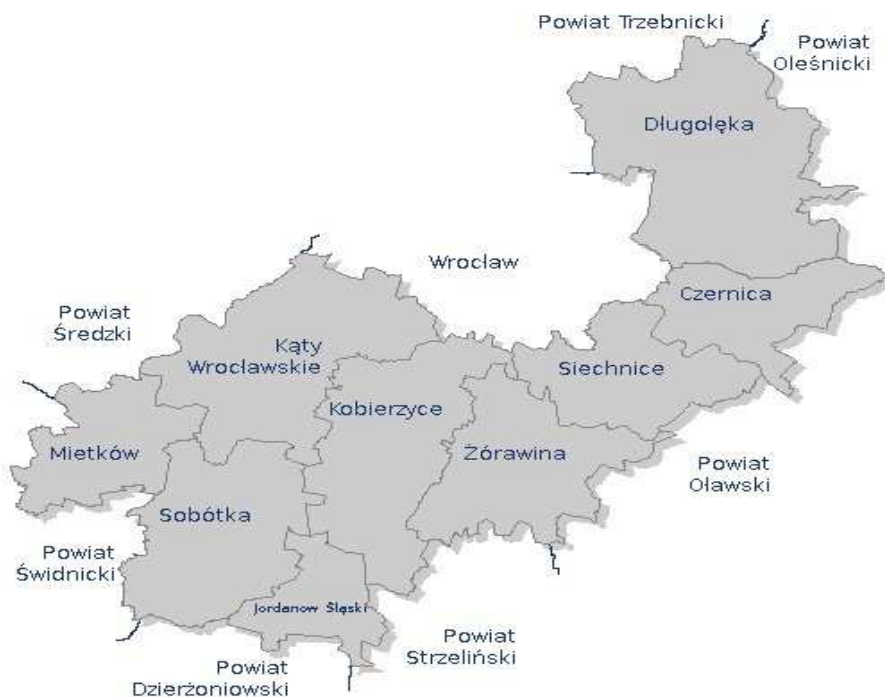 Powiat Trzebnicki
Powiat
Oleśnicki
Długołęka
Wrocław
Czernica
Powiat
Średzki
Kąty
Wrocławskie
Siechnice
Kobierzyce
Mietków
Żórawina
Powiat
Oławski
Sobótka
Powiat
Świdnicki
Jordanow Śląski
Powiat
Strzeliński
Powiat
Dzierżoniowski